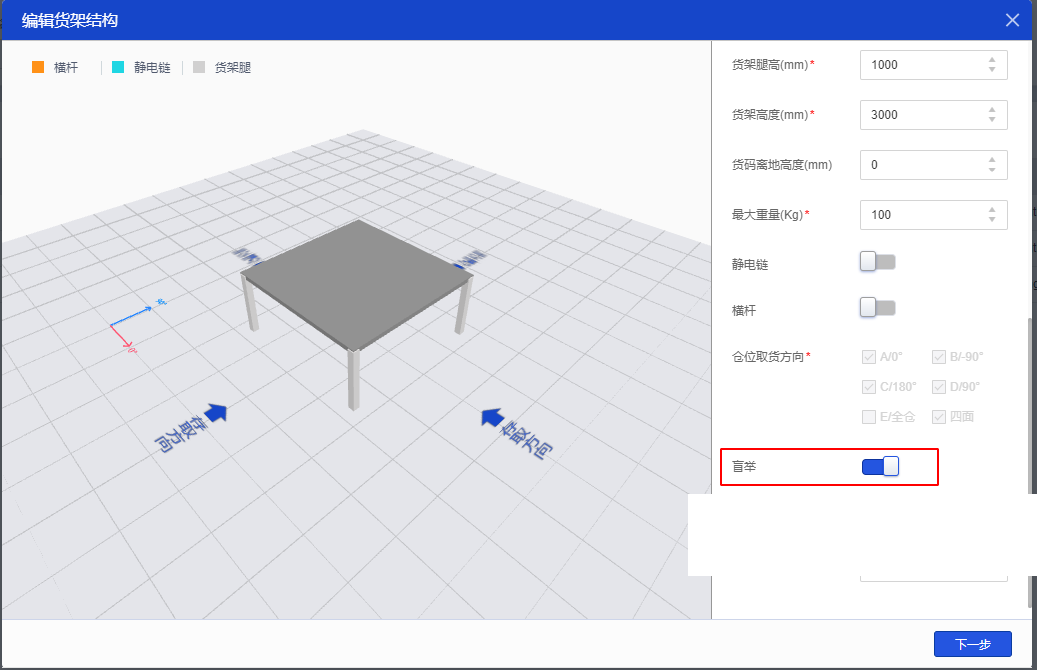 编辑货架结构
横杆 静电链 货架腿
货架腿高(mm)* 1000
货架高度(mm)* 3000
货码离地高度(mm) 0
最大重量(Kg)* 100
静电链
横杆
仓位取货方向* A/0° B/-90°
C/180° D/90°
E/全仓 四面
盲举
存取方向
存取方向
下一步